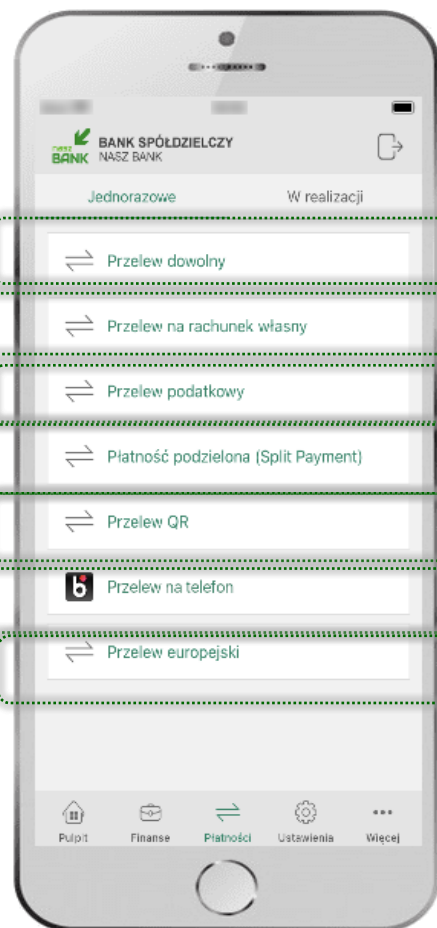 nasz
BANK
BANK SPÓŁDZIELCZY
NASZ BANK
Jednorazowe W realizacji
Przelew dowolny
Przelew na rachunek własny
Przelew podatkowy
Płatność podzielona (Split Payment)
Przelew QR
Przelew na telefon
Przelew europejski
Pulpit Finanse Płatności Ustawienia Więcej